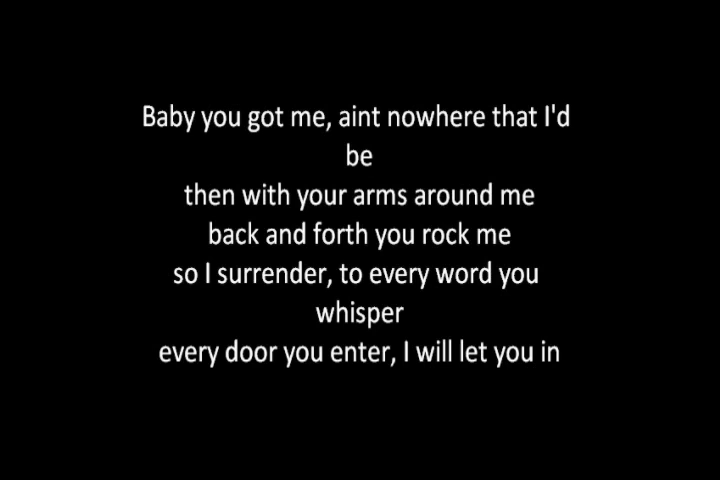 Baby you got me, aint nowhere that I'd
be
then with your arms around me
back and forth you rock me
so I surrender, to every word you
whisper
every door you enter, I will let you in